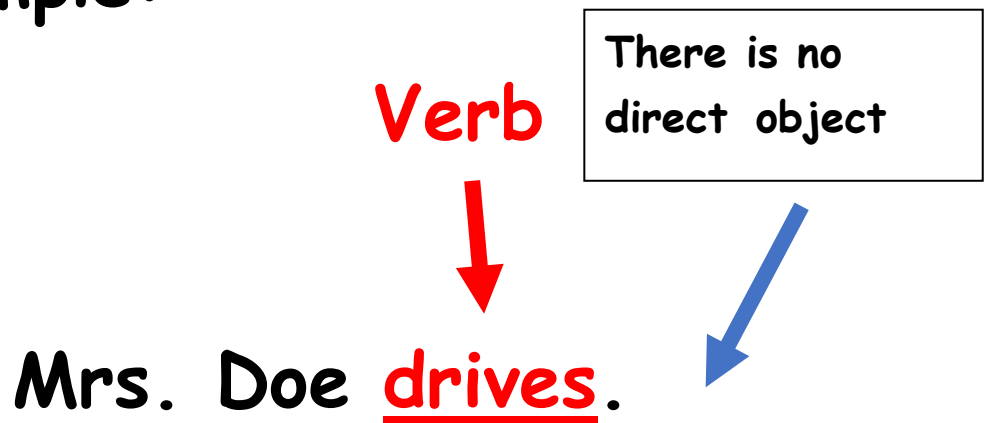 There is no
Verb
direct object
Mrs. Doe drives.